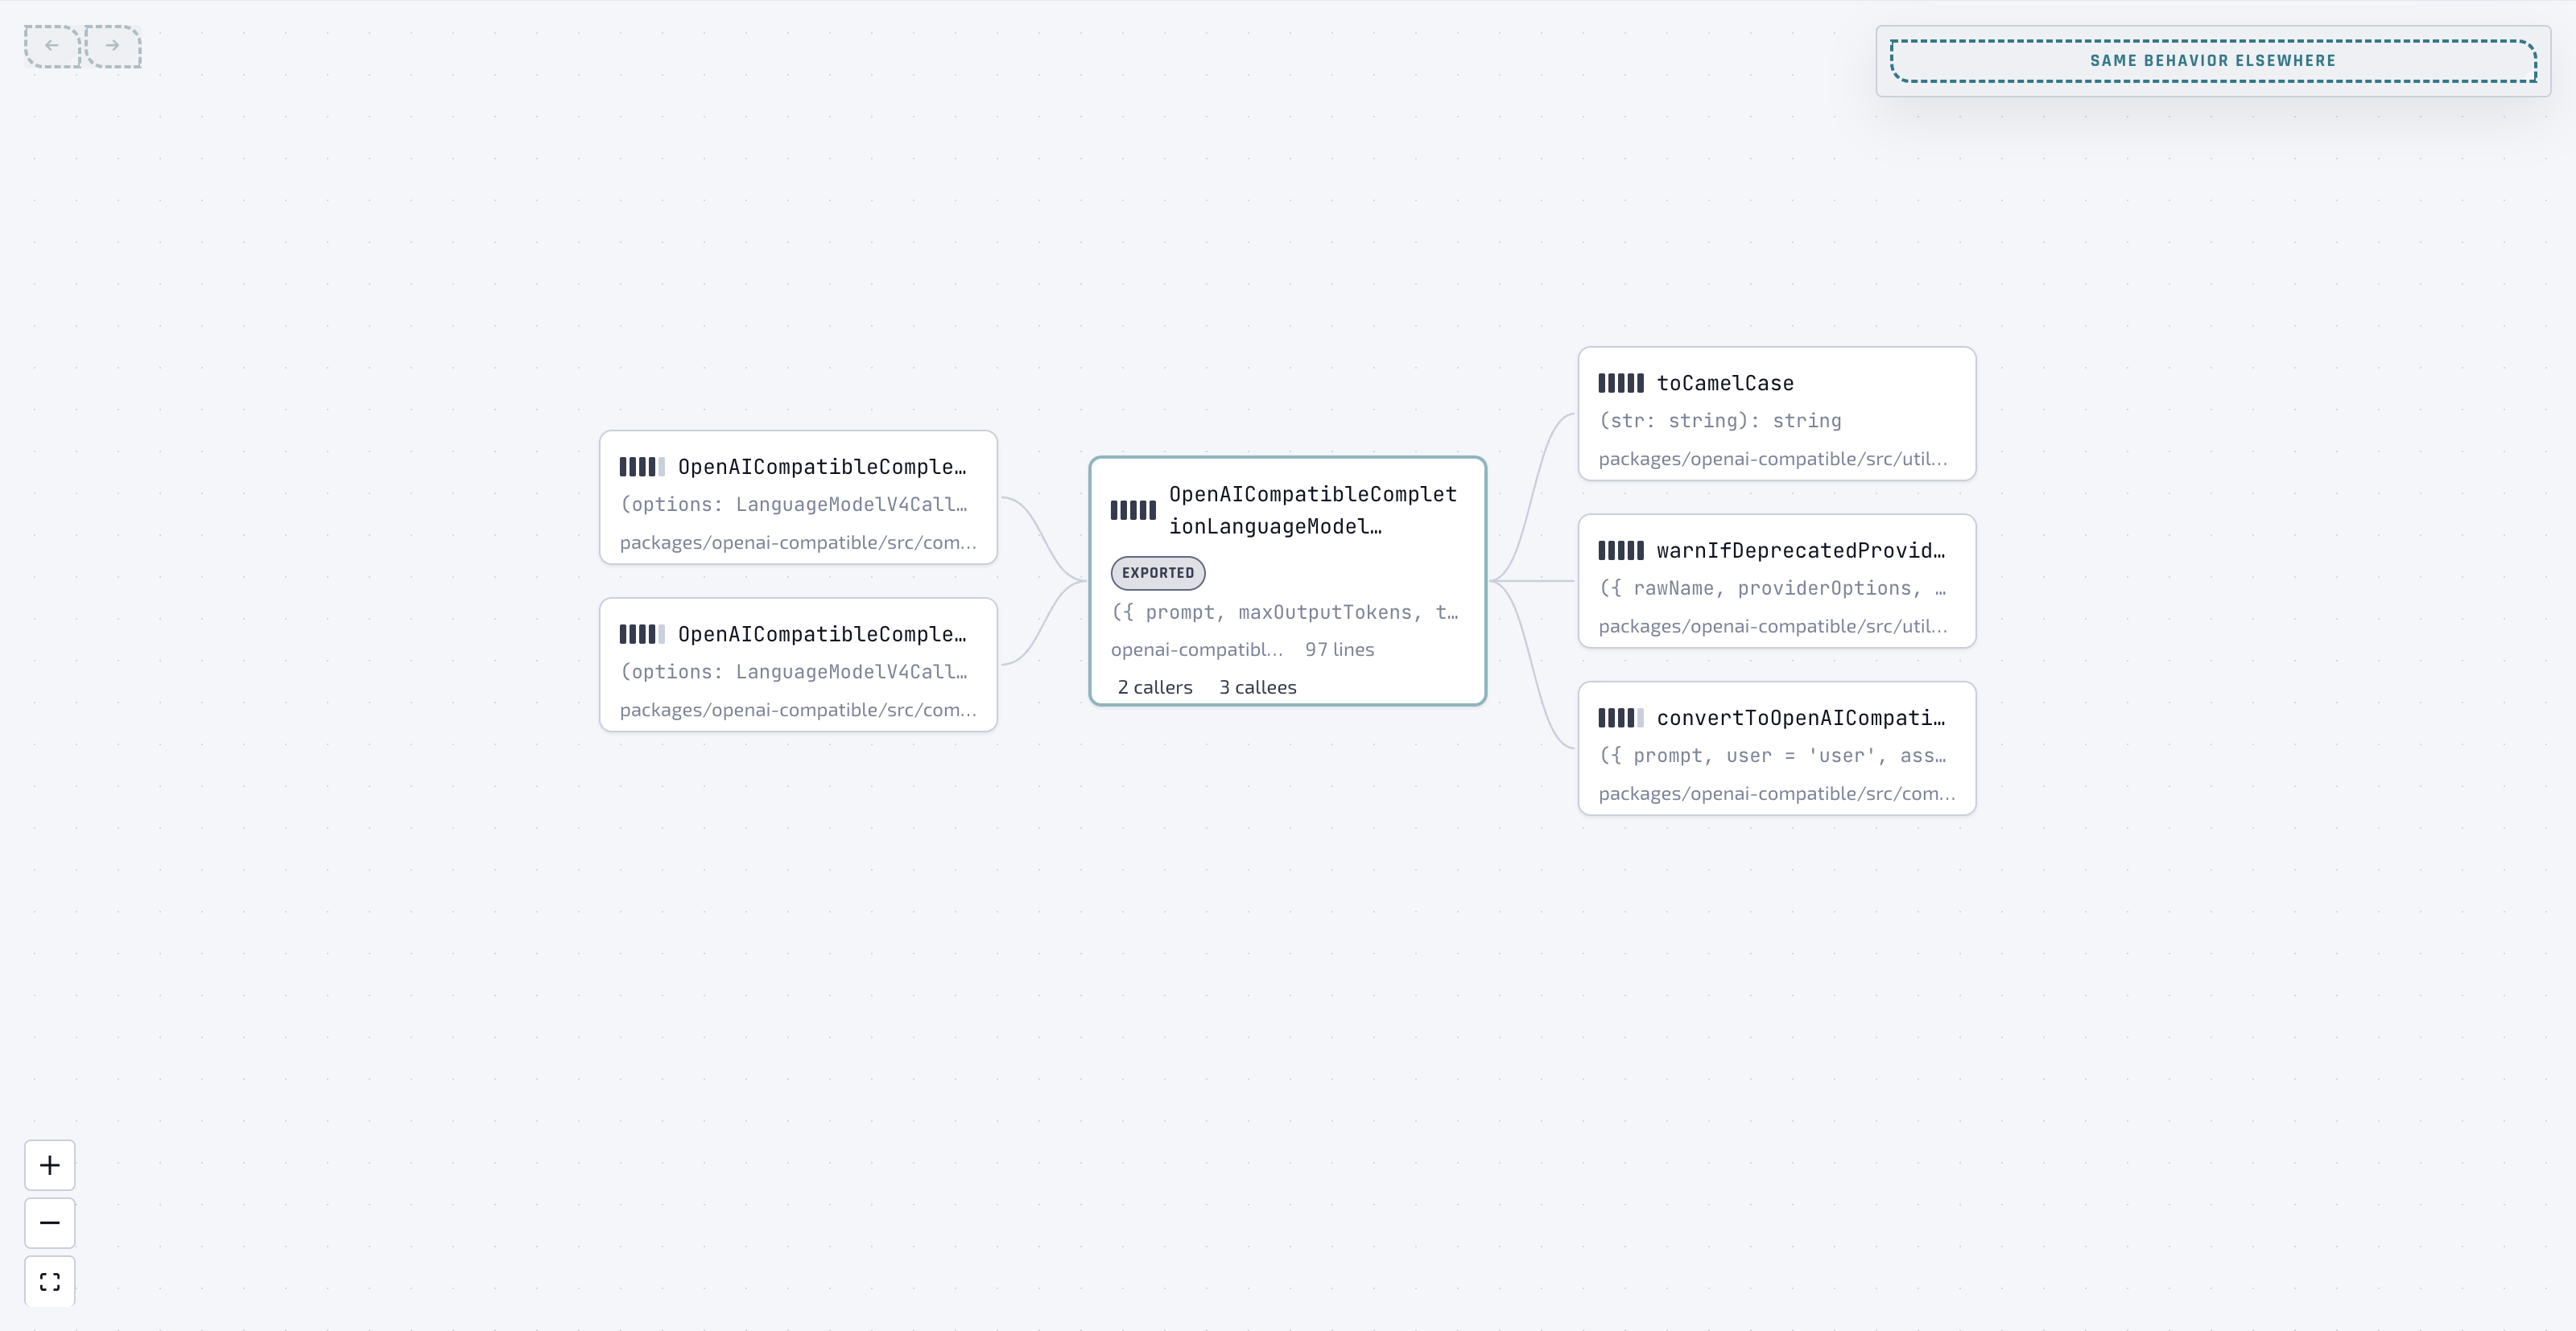 SAME BEHAVIOR ELSEWHERE
OpenAICompatibleComple…
(options: LanguageModelV4Call…
packages/openai-compatible/src/com…
OpenAICompatibleComple…
(options: LanguageModelV4Call…
packages/openai-compatible/src/com…
OpenAICompatibleComplet
ionLanguageModel…
EXPORTED
({ prompt, maxOutputTokens, t…
openai-compatibl… 97 lines
2 callers 3 callees
toCamelCase
(str: string): string
packages/openai-compatible/src/util…
warnIfDeprecatedProvid…
({ rawName, providerOptions, …
packages/openai-compatible/src/util…
convertToOpenAICompati…
({ prompt, user = 'user', ass…
packages/openai-compatible/src/com…